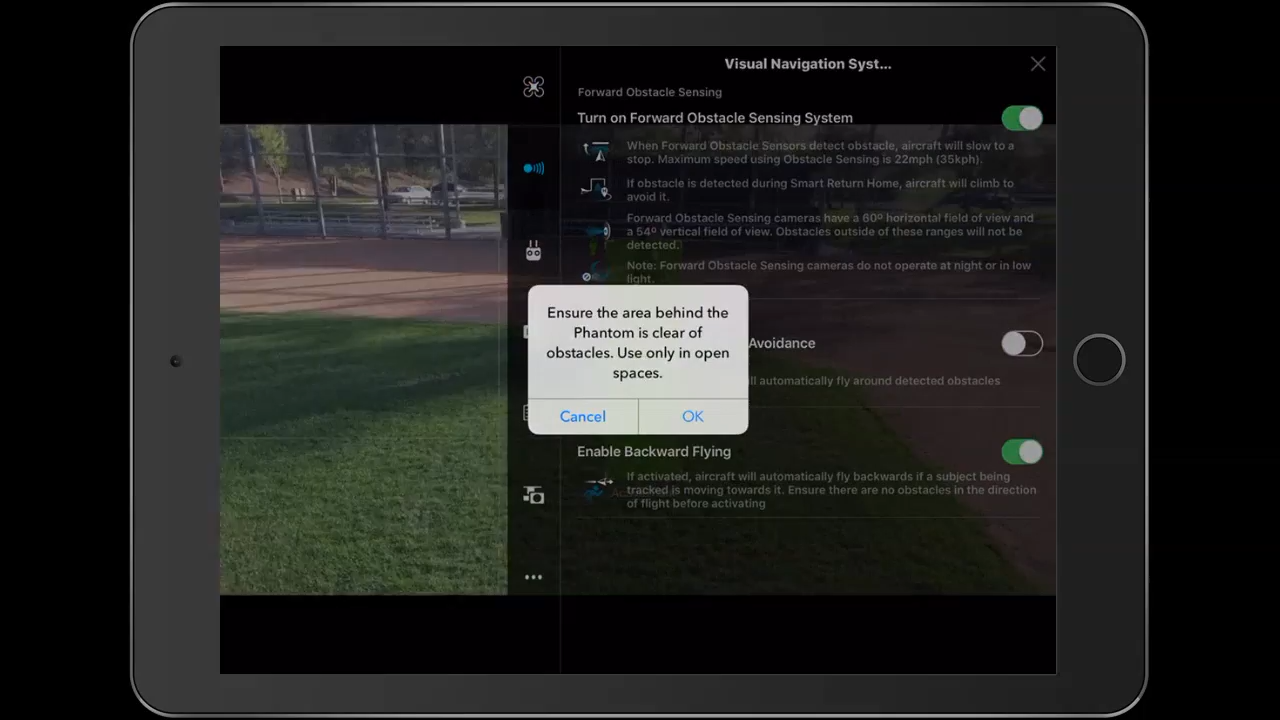 Visual Navigation Syst...
Forward Obstacle Sensing
Turn on Forward Obstacle Sensing System
When Forward Obstacle Sensors detect obstacle, aircraft will slow to a
stop. Maximum speed using Obstacle Sensing is 22mph (35kph).
If obstacle is detected during Smart Return Home, aircraft will climb to
avoid it.
Forward Obstacle Sensing cameras have a 60º horizontal field of view and
a 54º vertical field of view. Obstacles outside of these ranges will not be
detected.
Note: Forward Obstacle Sensing cameras do not operate at night or in low
light.
Ensure the area behind the
Phantom is clear of
obstacles. Use only in open
spaces.
Cancel
OK
Avoidance
automatically fly around detected obstacles
Enable Backward Flying
If activated, aircraft will automatically fly backwards if a subject being
tracked is moving towards it. Ensure there are no obstacles in the direction
of flight before activating